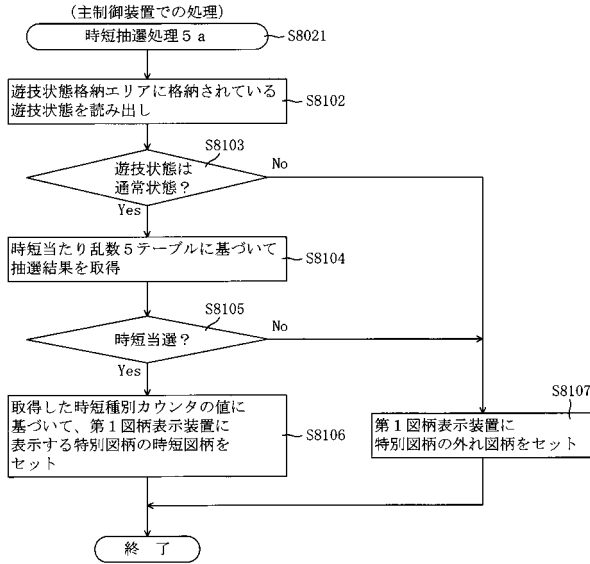 (主制御装置での処理)
時短抽選処理5a
S8021
遊技状態格納エリアに格納されている
遊技状態を読み出し
S8102
S8103
遊技状態は
通常状態?
No
Yes
時短当たり乱数5テーブルに基づいて
抽選結果を取得
S8104
S8105
時短当選?
No
Yes
取得した時短種別カウンタの値に
基づいて、第1図柄表示装置に
表示する特別図柄の時短図柄を
セット
S8106
S8107
第1図柄表示装置に
特別図柄の外れ図柄をセット
終 了